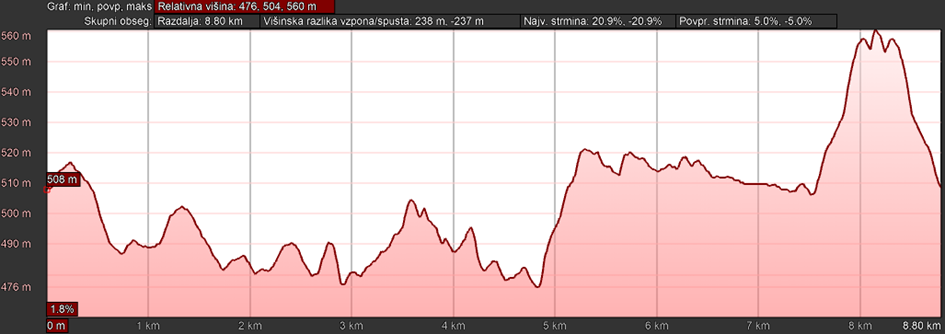 Graf: min, povp, maks Relativna višina: 476, 504, 560 m
Skupni obseg: Razdalja: 8.80 km Višinska razlika vzpona/spusta: 238 m, -237 m Najv. strmina: 20.9%, -20.9% Povpr. strmina: 5.0%, -5.0%
560 m
550 m
540 m
530 m
520 m
510 m
508 m
500 m
490 m
476 m
1.8%
0 m 1 km 2 km 3 km 4 km 5 km 6 km 7 km 8 km 8.80 km